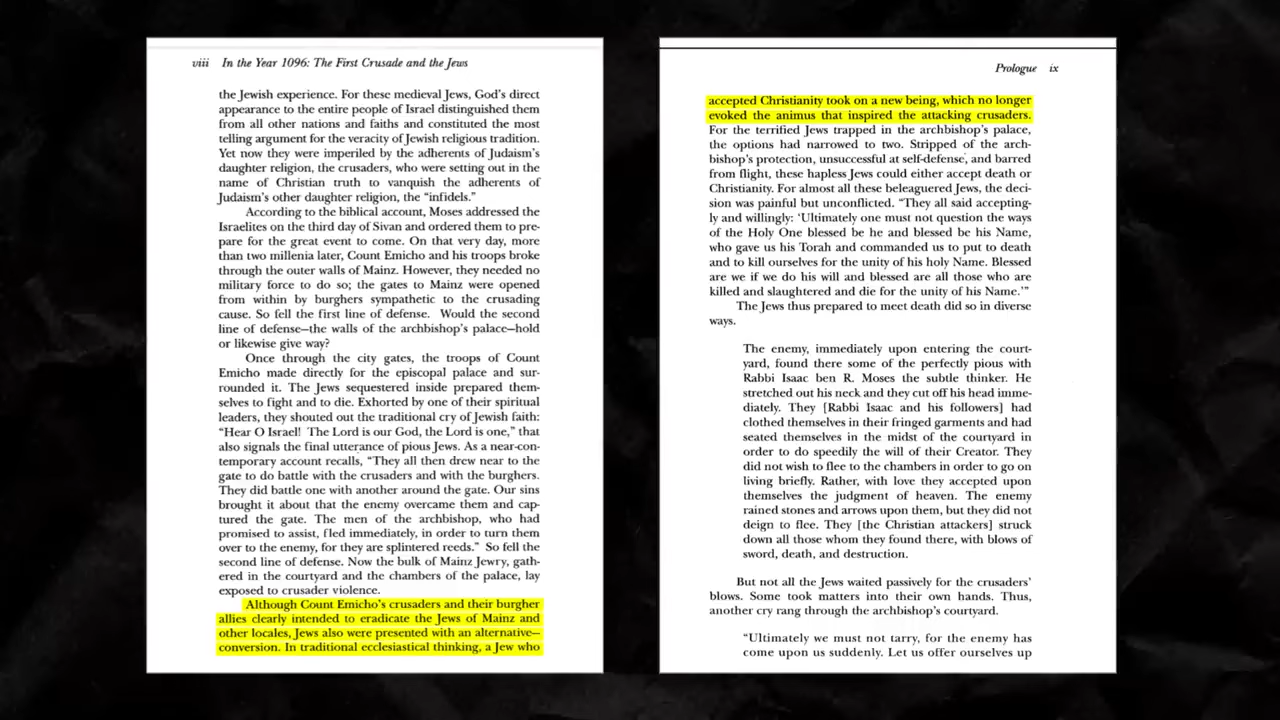 viii In the Year 1096: The First Crusade and the Jews
the Jewish experience. For these medieval Jews, God's direct
appearance to the entire people of Israel distinguished them
from all other nations and faiths and constituted the most
telling argument for the veracity of Jewish religious tradition.
Yet now they were imperiled by the adherents of Judaism's
daughter religion, the crusaders, who were setting out in the
name of Christian truth to vanquish the adherents of
Judaism's other daughter religion, the "infidels."
According to the biblical account, Moses addressed the
Israelites on the third day of Sivan and ordered them to pre-
pare for the great event to come. On that very day, more
than two millenia later, Count Emicho and his troops broke
through the outer walls of Mainz. However, they needed no
military force to do so; the gates to Mainz were opened
from within by burghers sympathetic to the crusading
cause. So fell the first line of defense. Would the second
line of defense—the walls of the archbishop's palace—hold
or likewise give way?
Once through the city gates, the troops of Count
Emicho made directly for the episcopal palace and sur-
rounded it. The Jews sequestered inside prepared them-
selves to fight and to die. Exhorted by one of their spiritual
leaders, they shouted out the traditional cry of Jewish faith:
"Hear O Israel! The Lord is our God, the Lord is one," that
also signals the final utterance of pious Jews. As a near-con-
temporary account recalls, "They all then drew near to the
gate to do battle with the crusaders and with the burghers.
They did battle one with another around the gate. Our sins
brought it about that the enemy overcame them and cap-
tured the gate. The men of the archbishop, who had
promised to assist, fled immediately, in order to turn them
over to the enemy, for they are splintered reeds." So fell the
second line of defense. Now the bulk of Mainz Jewry, gath-
ered in the courtyard and the chambers of the palace, lay
exposed to crusader violence.
Although Count Emicho's crusaders and their burgher
allies clearly intended to eradicate the Jews of Mainz and
other locales, Jews also were presented with an alternative—
conversion. In traditional ecclesiastical thinking, a Jew who
Prologue ix
accepted Christianity took on a new being, which no longer
evoked the animus that inspired the attacking crusaders.
For the terrified Jews trapped in the archbishop's palace,
the options had narrowed to two. Stripped of the arch-
bishop's protection, unsuccessful at self-defense, and barred
from flight, these hapless Jews could either accept death or
Christianity. For almost all these beleaguered Jews, the deci-
sion was painful but unconflicted. "They all said accepting-
ly and willingly: 'Ultimately one must not question the ways
of the Holy One blessed be he and blessed be his Name,
who gave us his Torah and commanded us to put to death
and to kill ourselves for the unity of his holy Name. Blessed
are we if we do his will and blessed are all those who are
killed and slaughtered and die for the unity of his Name.'"
The Jews thus prepared to meet death did so in diverse
ways.
The enemy, immediately upon entering the court-
yard, found there some of the perfectly pious with
Rabbi Isaac ben R. Moses the subtle thinker. He
stretched out his neck and they cut off his head imme-
diately. They [Rabbi Isaac and his followers] had
clothed themselves in their fringed garments and had
seated themselves in the midst of the courtyard in
order to do speedily the will of their Creator. They
did not wish to flee to the chambers in order to go on
living briefly. Rather, with love they accepted upon
themselves the judgment of heaven. The enemy
rained stones and arrows upon them, but they did not
deign to flee. They [the Christian attackers] struck
down all those whom they found there, with blows of
sword, death, and destruction.
But not all the Jews waited passively for the crusaders'
blows. Some took matters into their own hands. Thus,
another cry rang through the archbishop's courtyard.
"Ultimately we must not tarry, for the enemy has
come upon us suddenly. Let us offer ourselves up